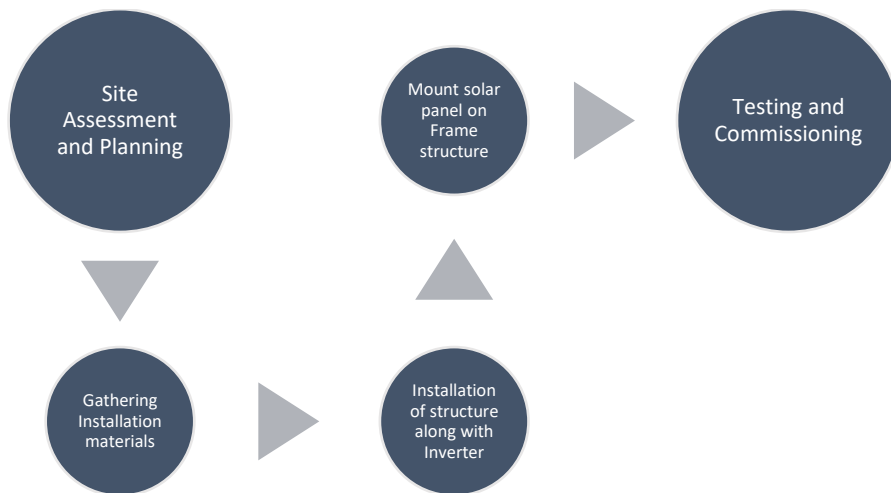 Site
Assessment
and Planning
Gathering
Installation
materials
Installation
of structure
along with
Inverter
Mount solar
panel on
Frame
structure
Testing and
Commissioning